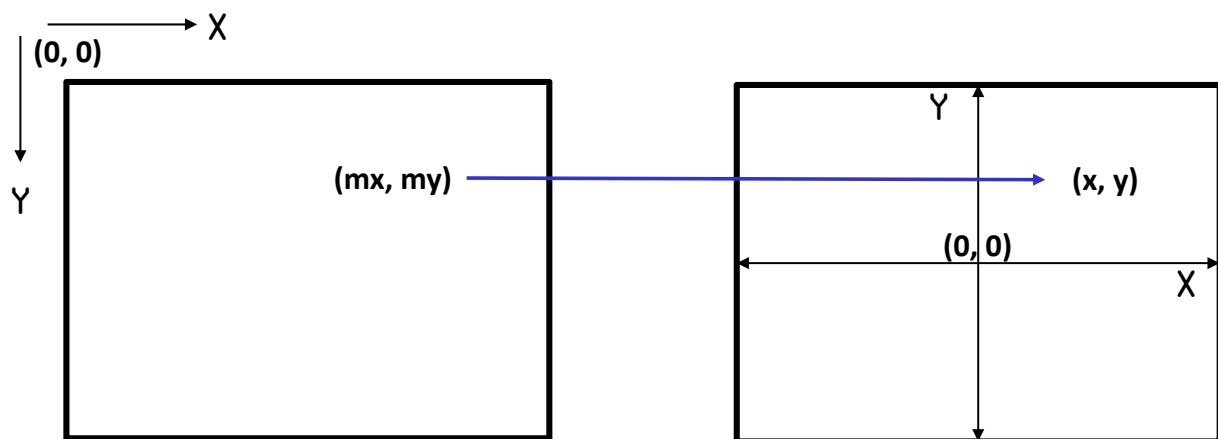 X
(0, 0)
Y
(mx, my)
Y
(x, y)
(0, 0)
X